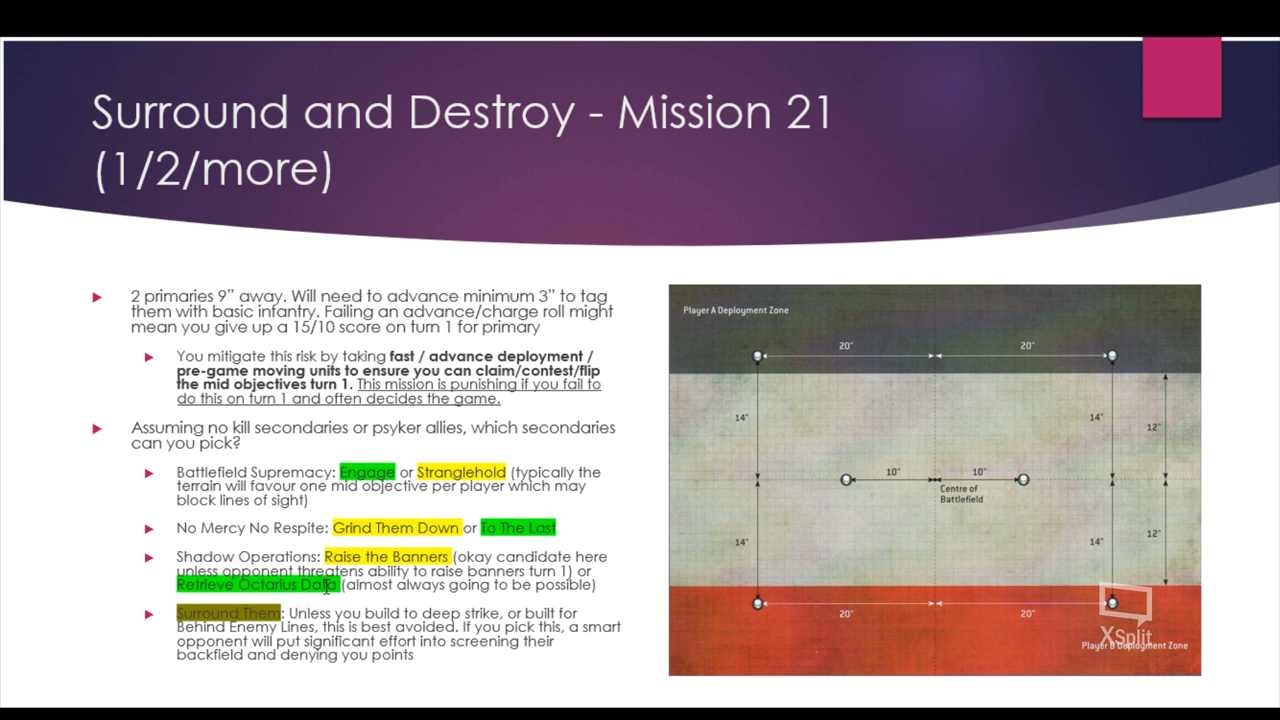 Surround and Destroy - Mission 21
(1/2/more)
2 primaries 9" away. Will need to advance minimum 3" to tag
them with basic infantry. Failing an advance/charge roll might
mean you give up a 15/10 score on turn 1 for primary
You mitigate this risk by taking fast / advance deployment /
pre-game moving units to ensure you can claim/contest/flip
the mid objectives turn 1. This mission is punishing if you fail to
do this on turn 1 and often decides the game.
Assuming no kill secondaries or psyker allies, which secondaries
can you pick?
Battlefield Supremacy: Engage or Stranglehold (typically the
terrain will favour one mid objective per player which may
block lines of sight)
No Mercy No Respite: Grind Them Down or To The Last
Shadow Operations: Raise the Banners (okay candidate here
unless opponent threatens ability to raise banners turn 1) or
Retrieve Octarius Data (almost always going to be possible)
Surround Them: Unless you build to deep strike, or built for
Behind Enemy Lines, this is best avoided. If you pick this, a smart
opponent will put significant effort into screening their
backfield and denying you points
Player A Deployment Zone
20" 20"
14" 14" 12"
10" 10"
Centre of
Battlefield
14" 14" 12"
20" 20"
XSplit
Player B Deployment Zone